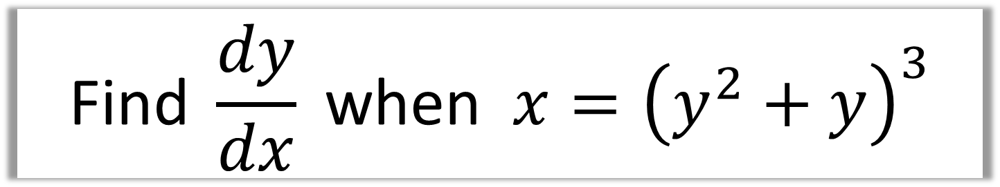 Find dy/dx when x = (y² + y)³